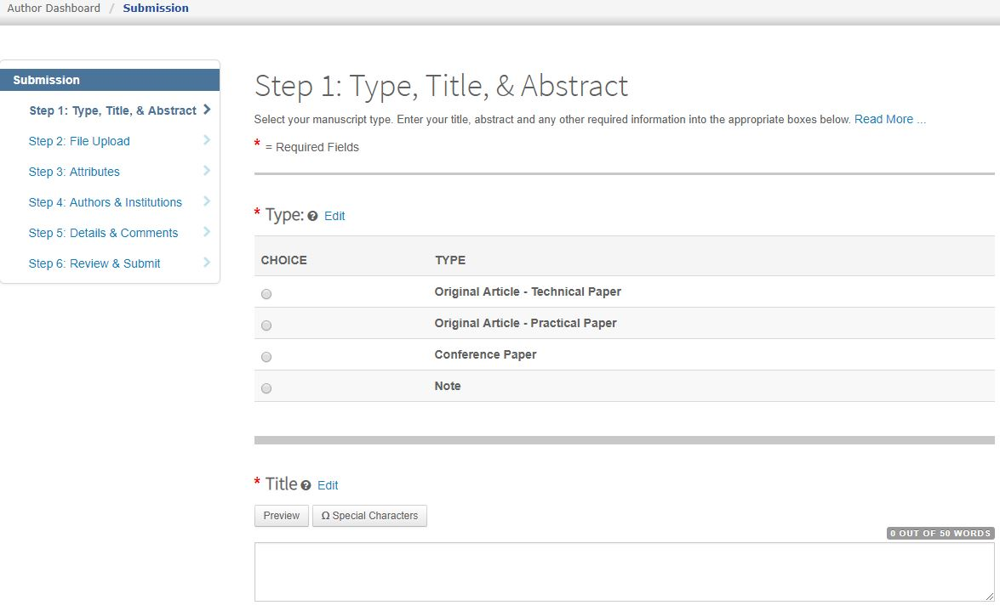 Author Dashboard / Submission
Submission
Step 1: Type, Title, & Abstract
Step 2: File Upload
Step 3: Attributes
Step 4: Authors & Institutions
Step 5: Details & Comments
Step 6: Review & Submit
Step 1: Type, Title, & Abstract
Select your manuscript type. Enter your title, abstract and any other required information into the appropriate boxes below. Read More ...
* = Required Fields
* Type: ? Edit
CHOICE TYPE
Original Article - Technical Paper
Original Article - Practical Paper
Conference Paper
Note
* Title ? Edit
Preview Ω Special Characters
0 OUT OF 50 WORDS